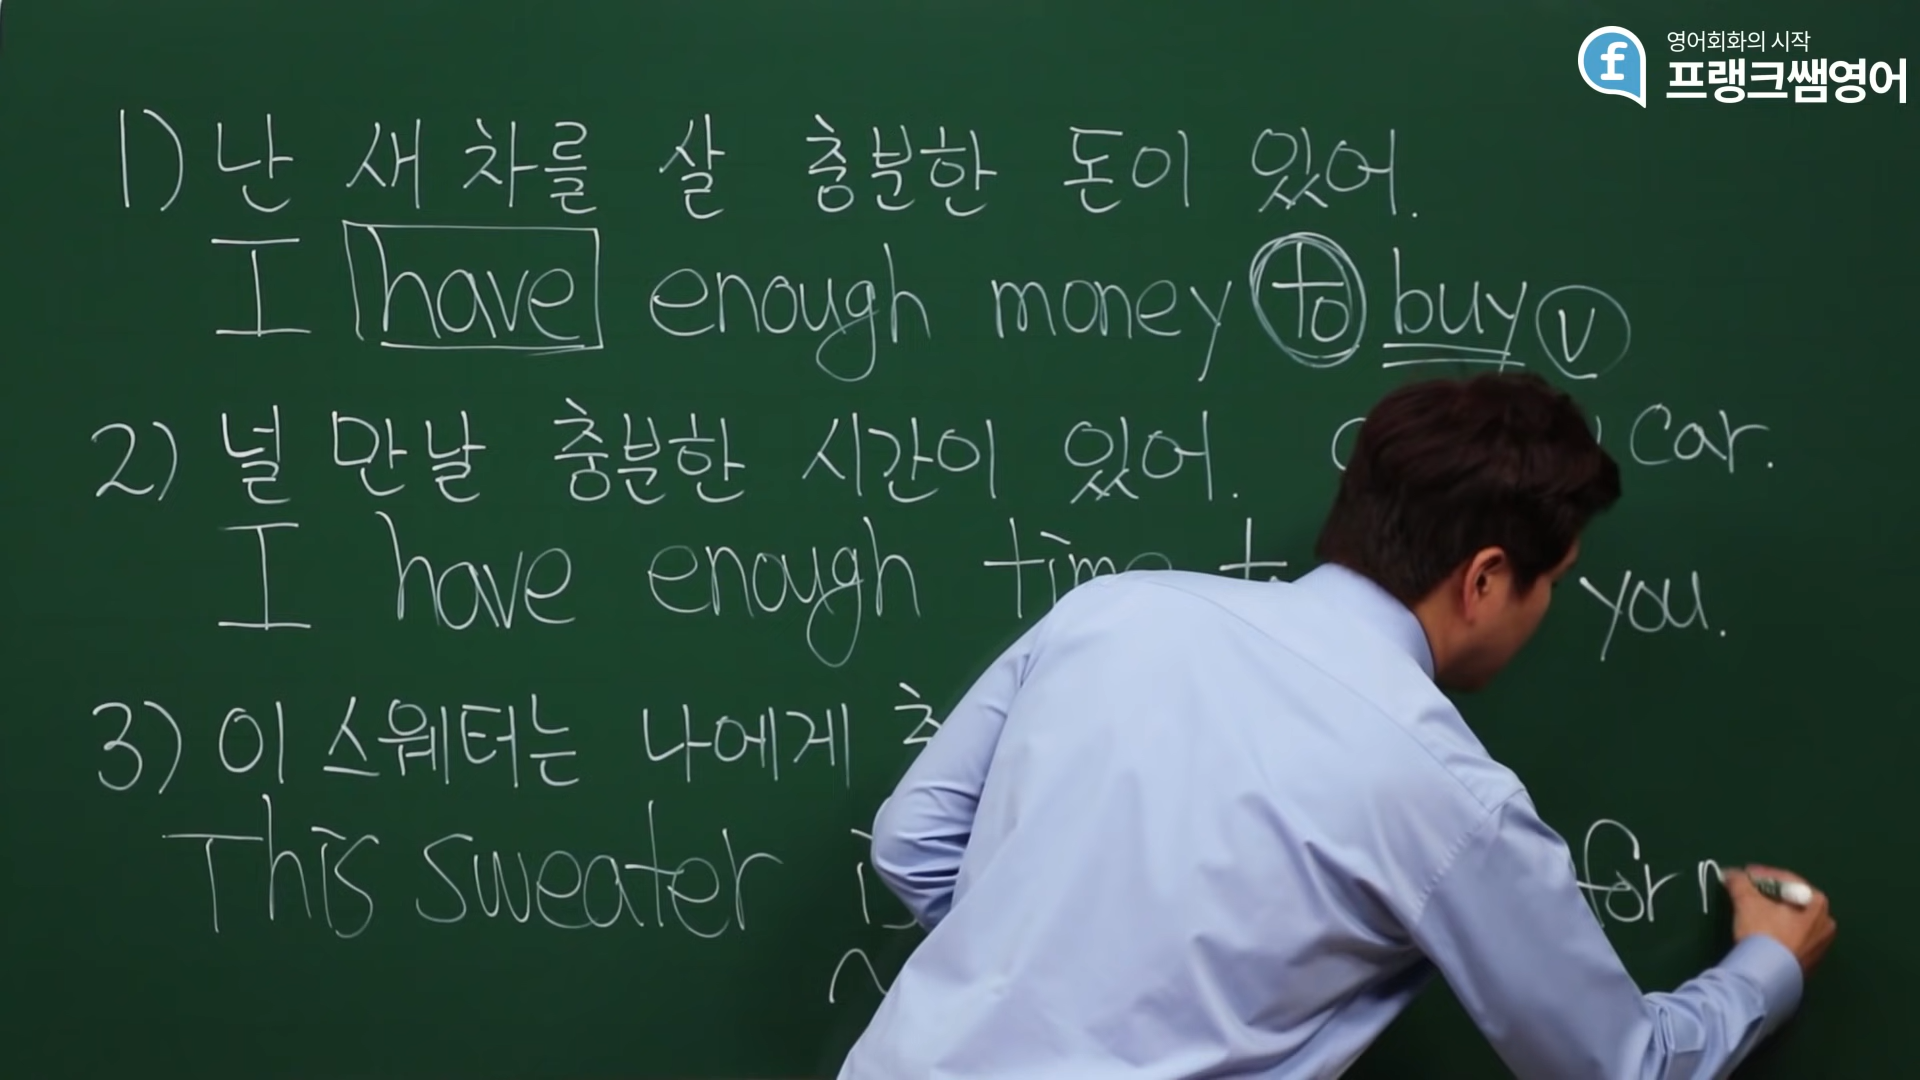 영어회화의 시작
프랭크쌤영어
1) 난 새 차를 살 충분한 돈이 있어.
I have enough money to buy v
car.
2) 널 만날 충분한 시간이 있어.
I have enough time you.
3) 이 스웨터는 나에게
This sweater for